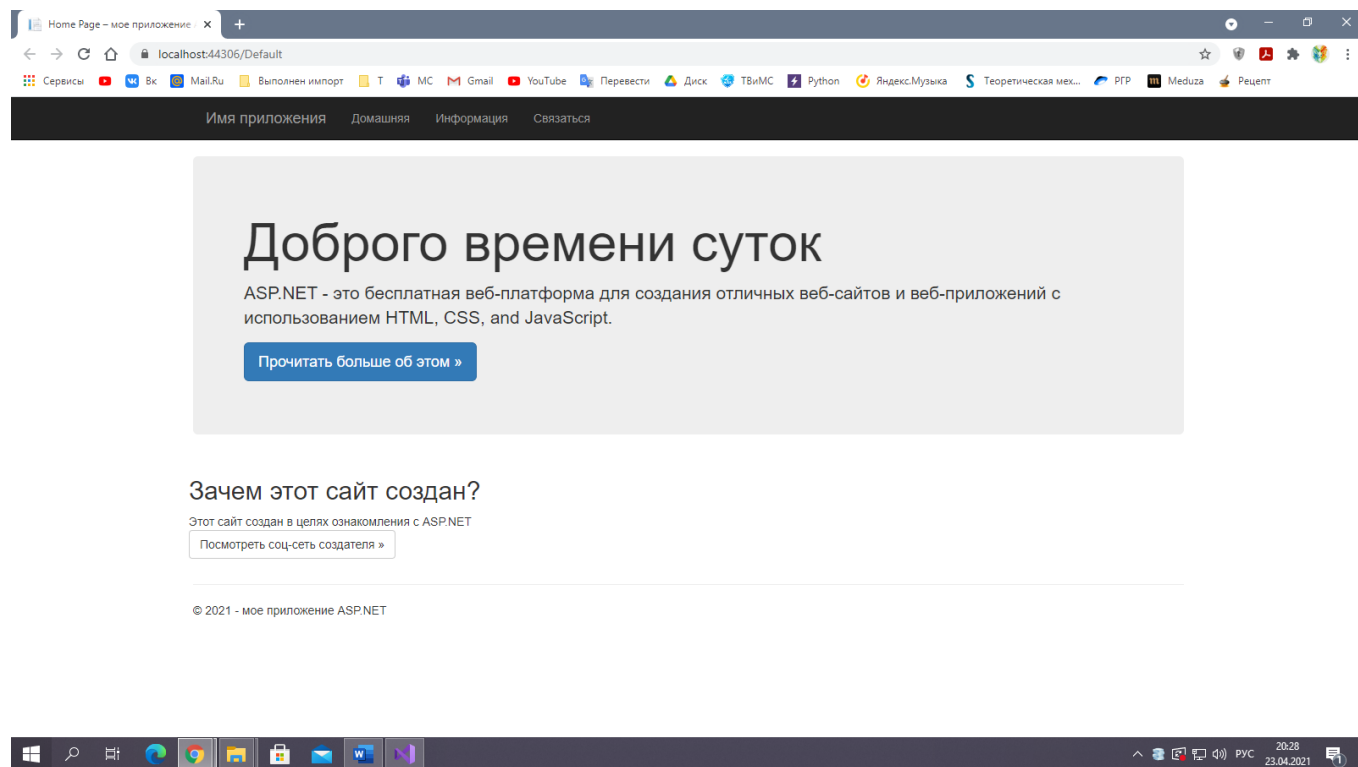 Home Page – мое приложение
localhost:44306/Default
Сервисы Вк Mail.Ru Выполнен импорт Т МС Gmail YouTube Перевести Диск ТВиМС Python Яндекс.Музыка Теоретическая мех... РГР Meduza Рецепт
Имя приложения Домашняя Информация Связаться
Доброго времени суток
ASP.NET - это бесплатная веб-платформа для создания отличных веб-сайтов и веб-приложений с
использованием HTML, CSS, and JavaScript.
Прочитать больше об этом »
Зачем этот сайт создан?
Этот сайт создан в целях ознакомления с ASP.NET
Посмотреть соц-сеть создателя »
© 2021 - мое приложение ASP.NET
РУС 20:28
23.04.2021